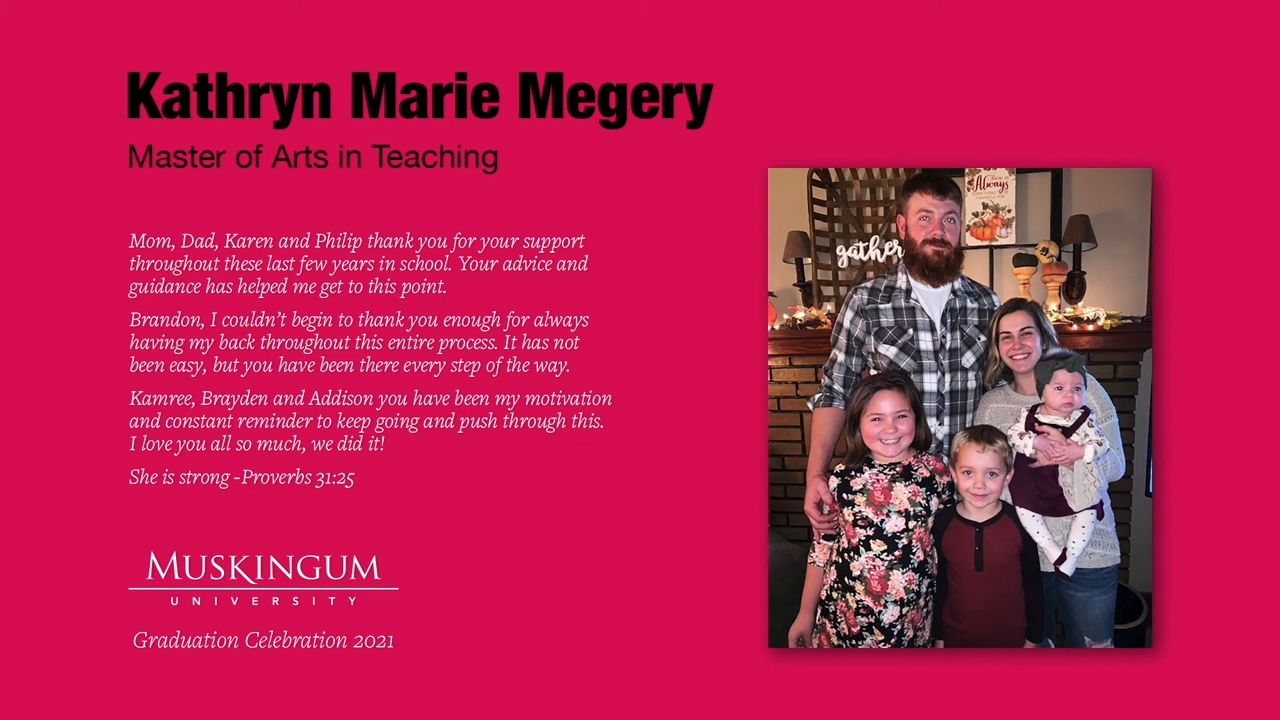 Kathryn Marie Megery
Master of Arts in Teaching
Mom, Dad, Karen and Philip thank you for your support
throughout these last few years in school. Your advice and
guidance has helped me get to this point.
Brandon, I couldn't begin to thank you enough for always
having my back throughout this entire process. It has not
been easy, but you have been there every step of the way.
Kamree, Brayden and Addison you have been my motivation
and constant reminder to keep going and push through this.
I love you all so much, we did it!
She is strong -Proverbs 31:25
MUSKINGUM
UNIVERSITY
Graduation Celebration 2021
gather
Always